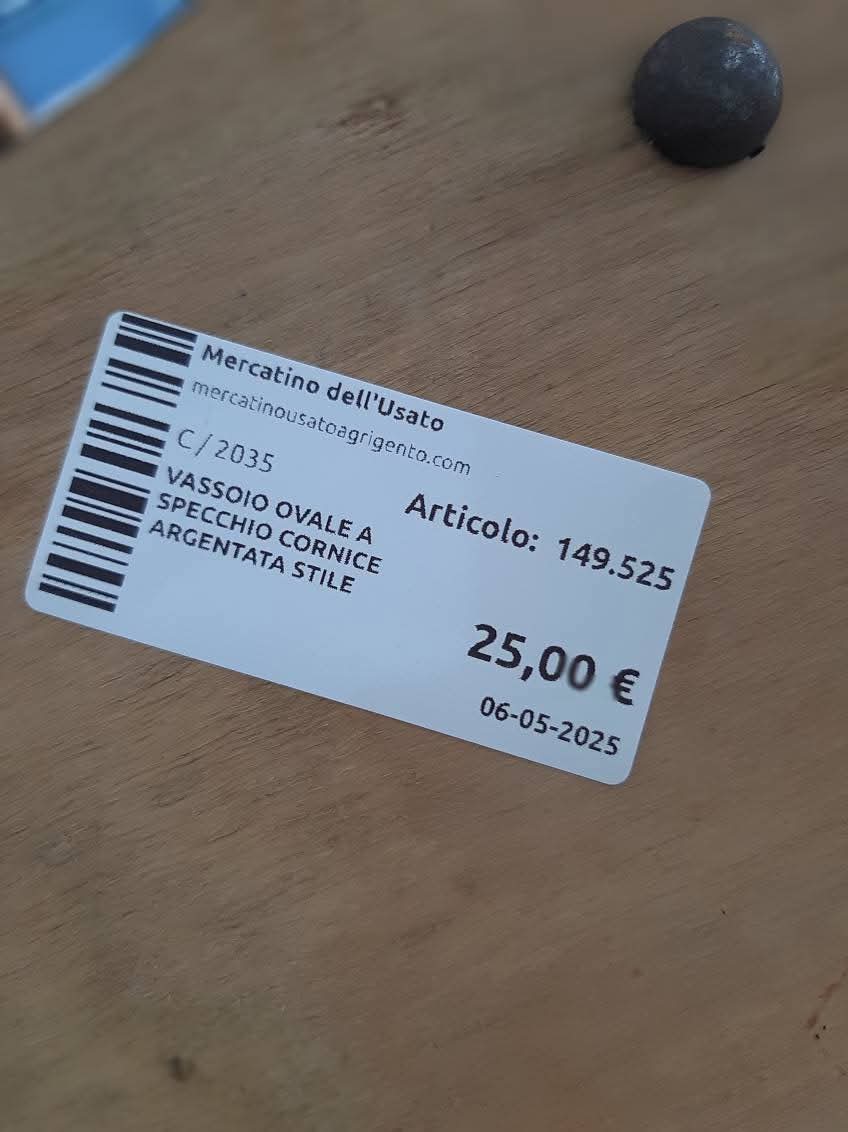 Mercatino dell'Usato
mercatinousatoagrigento.com
C/2035
VASSOIO OVALE A
SPECCHIO CORNICE
ARGENTATA STILE
Articolo: 149.525
25,00 €
06-05-2025